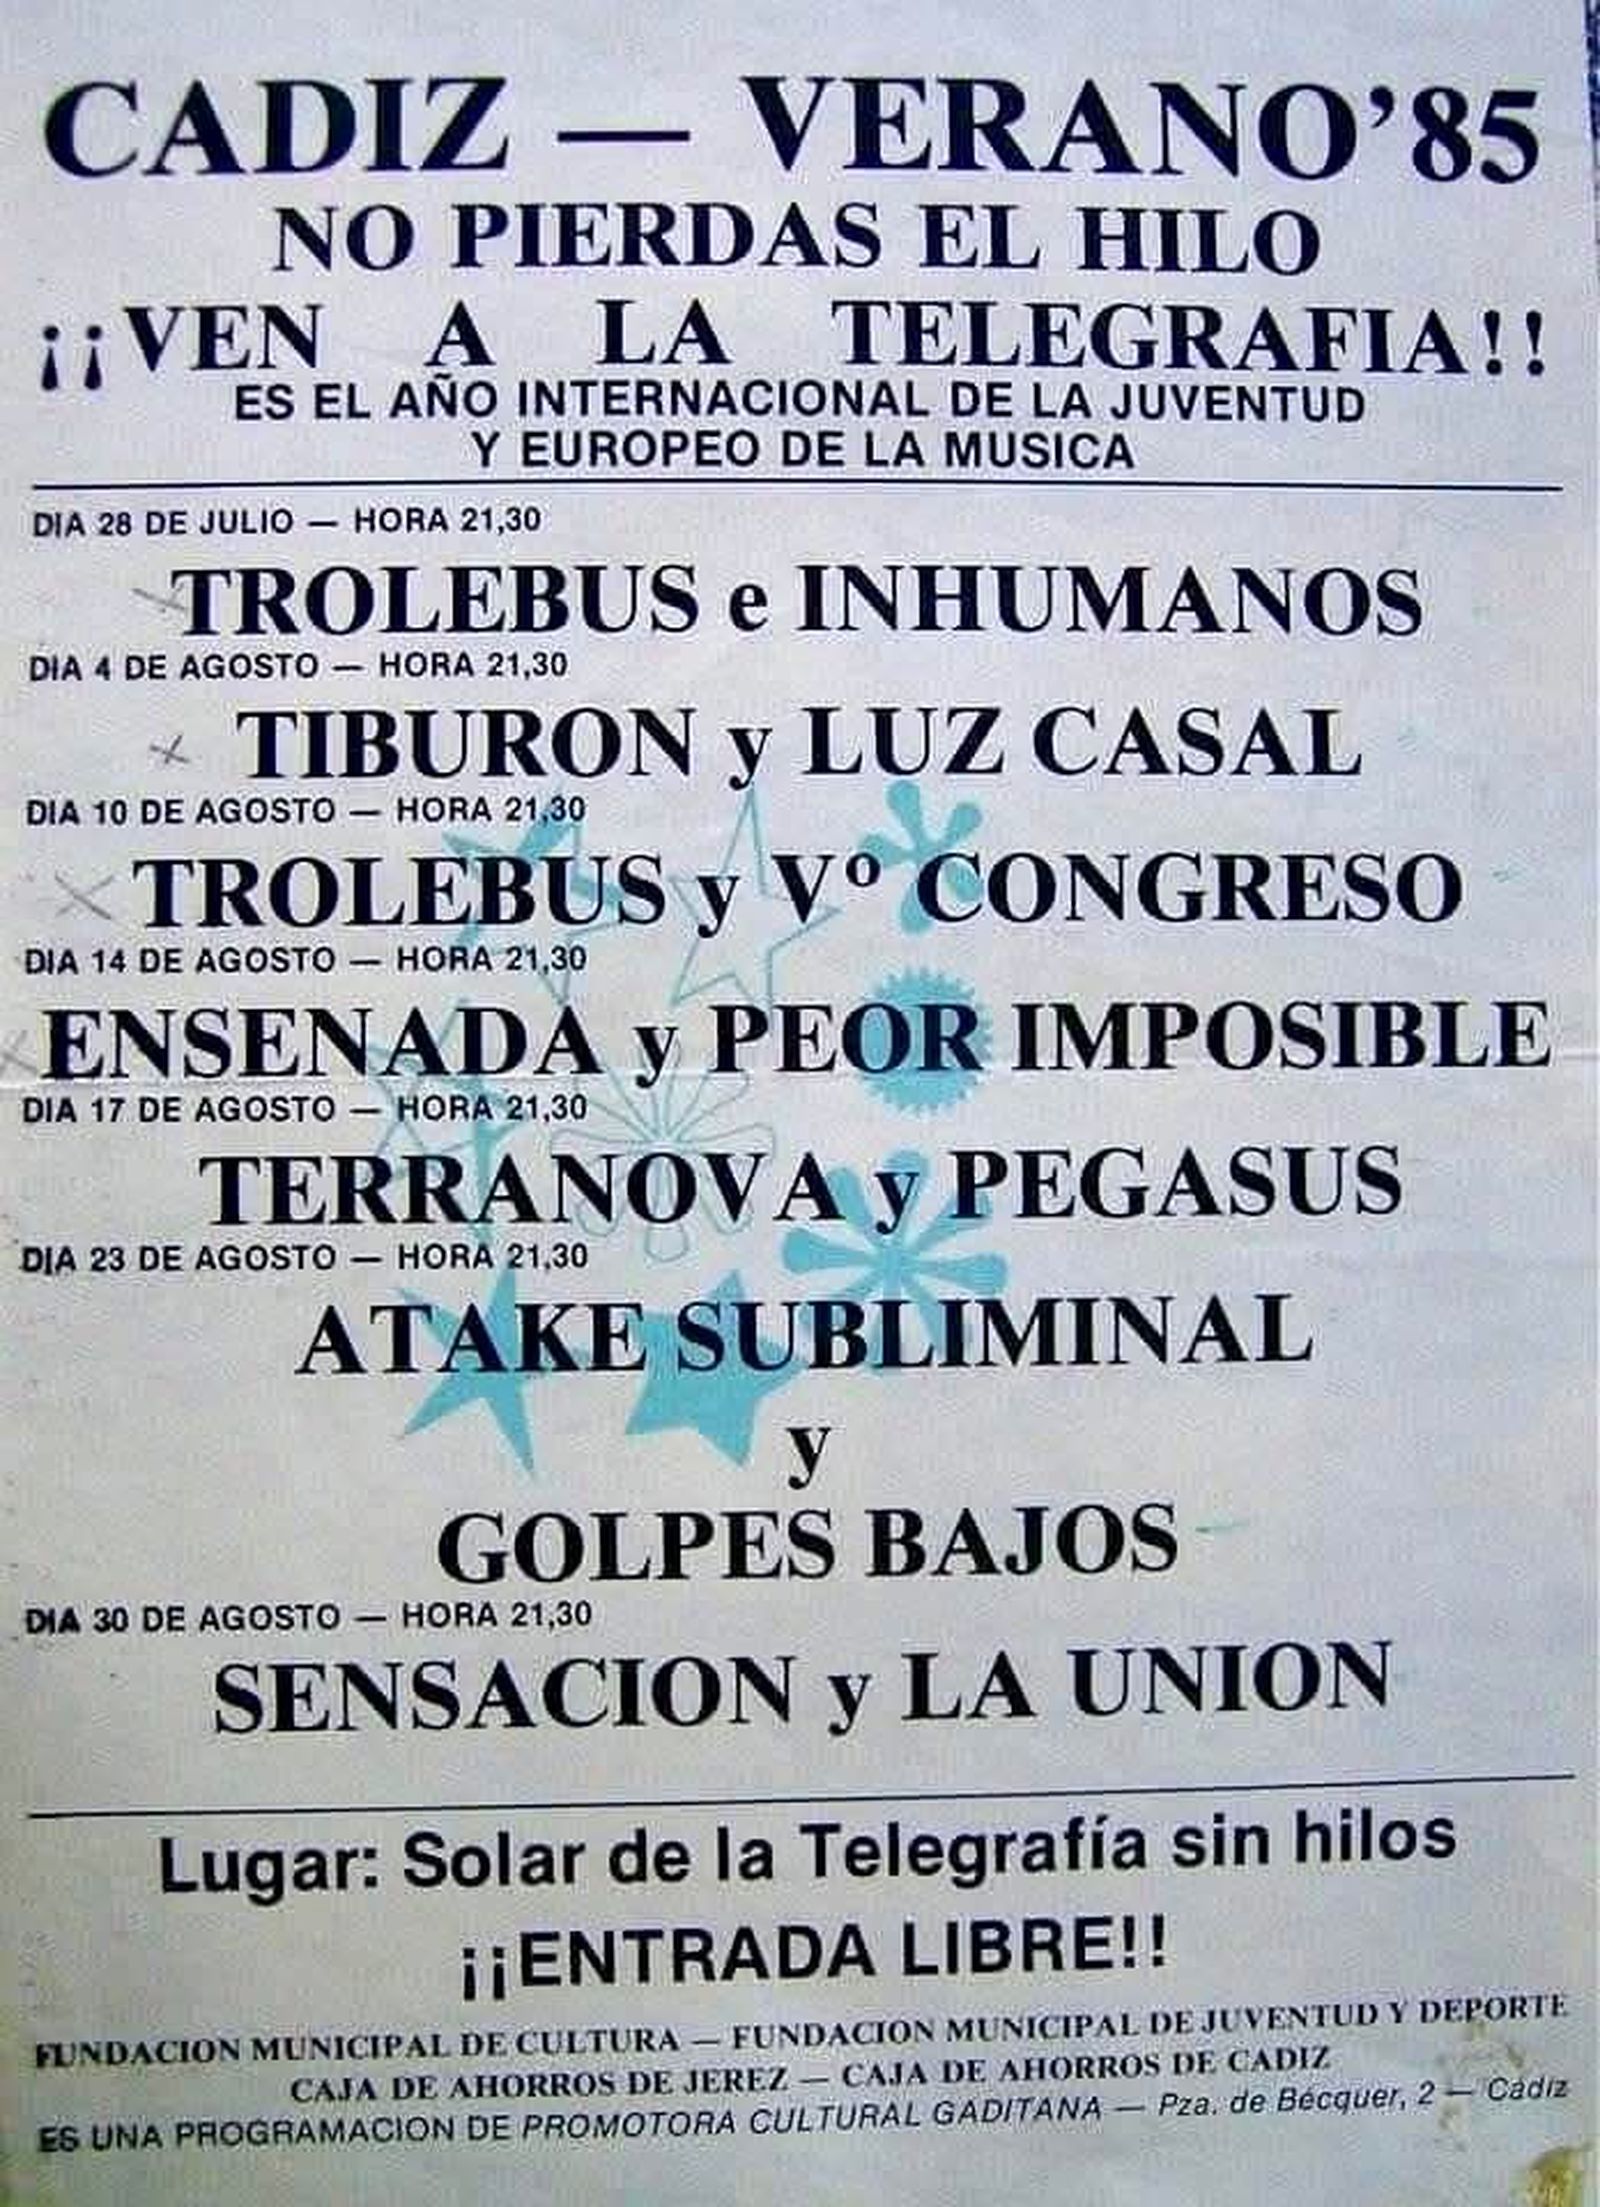 CADIZ — VERANO'85
NO PIERDAS EL HILO
¡¡VEN A LA TELEGRAFIA!!
ES EL AÑO INTERNACIONAL DE LA JUVENTUD
Y EUROPEO DE LA MUSICA
DIA 28 DE JULIO — HORA 21,30
TROLEBUS e INHUMANOS
DIA 4 DE AGOSTO — HORA 21,30
TIBURON y LUZ CASAL
DIA 10 DE AGOSTO — HORA 21,30
TROLEBUS y Vº CONGRESO
DIA 14 DE AGOSTO — HORA 21,30
ENSENADA y PEOR IMPOSIBLE
DIA 17 DE AGOSTO — HORA 21,30
TERRANOVA y PEGASUS
DIA 23 DE AGOSTO — HORA 21,30
ATAKE SUBLIMINAL
y
GOLPES BAJOS
DIA 30 DE AGOSTO — HORA 21,30
SENSACION y LA UNION
Lugar: Solar de la Telegrafía sin hilos
¡¡ENTRADA LIBRE!!
FUNDACION MUNICIPAL DE CULTURA — FUNDACION MUNICIPAL DE JUVENTUD Y DEPORTE
CAJA DE AHORROS DE JEREZ — CAJA DE AHORROS DE CADIZ
ES UNA PROGRAMACION DE PROMOTORA CULTURAL GADITANA — Pza. de Bécquer, 2 — Cádiz